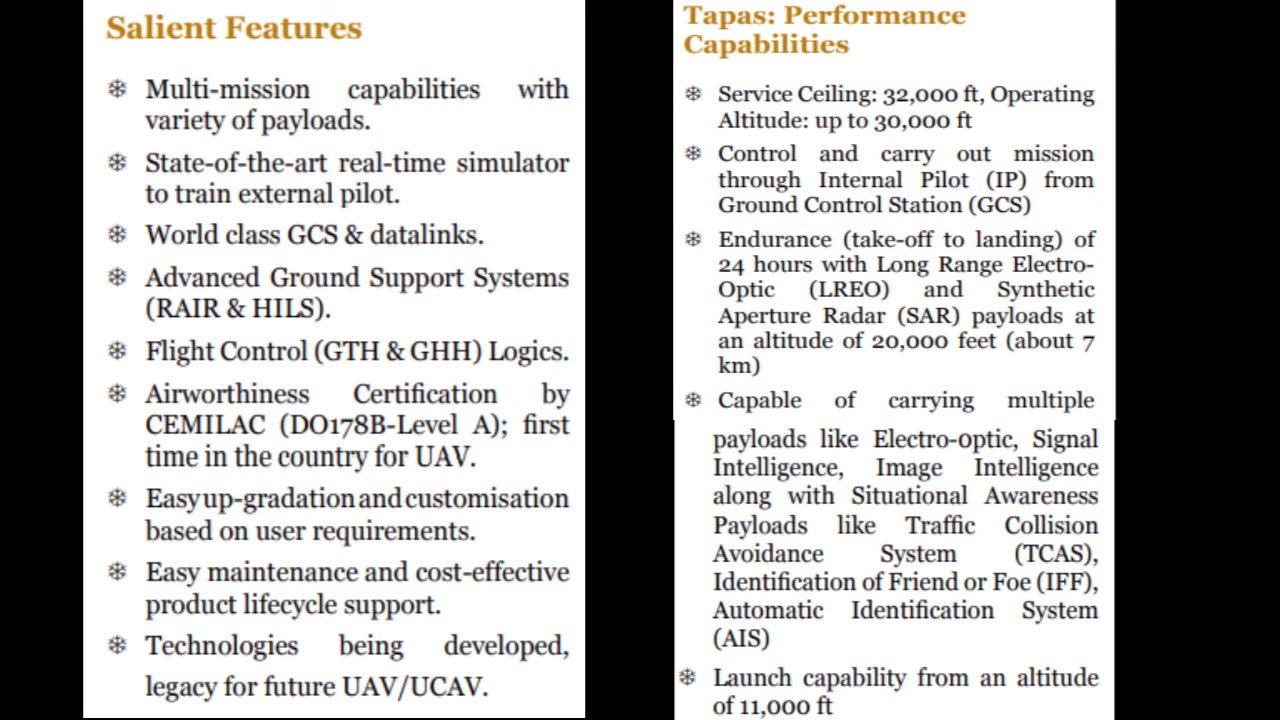 Salient Features
Multi-mission capabilities with
variety of payloads.
State-of-the-art real-time simulator
to train external pilot.
World class GCS & datalinks.
Advanced Ground Support Systems
(RAIR & HILS).
Flight Control (GTH & GHH) Logics.
Airworthiness Certification by
CEMILAC (DO178B-Level A); first
time in the country for UAV.
Easy up-gradation and customisation
based on user requirements.
Easy maintenance and cost-effective
product lifecycle support.
Technologies being developed,
legacy for future UAV/UCAV.
Tapas: Performance
Capabilities
Service Ceiling: 32,000 ft, Operating
Altitude: up to 30,000 ft
Control and carry out mission
through Internal Pilot (IP) from
Ground Control Station (GCS)
Endurance (take-off to landing) of
24 hours with Long Range Electro-
Optic (LREO) and Synthetic
Aperture Radar (SAR) payloads at
an altitude of 20,000 feet (about 7
km)
Capable of carrying multiple
payloads like Electro-optic, Signal
Intelligence, Image Intelligence
along with Situational Awareness
Payloads like Traffic Collision
Avoidance System (TCAS),
Identification of Friend or Foe (IFF),
Automatic Identification System
(AIS)
Launch capability from an altitude
of 11,000 ft